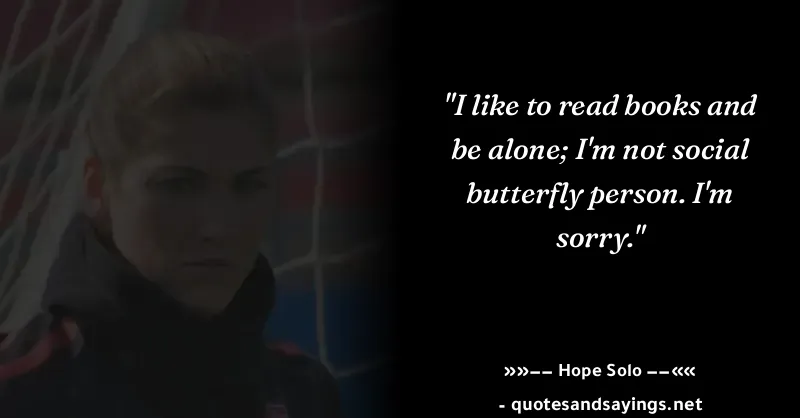 "I like to read books and
be alone; I'm not social
butterfly person. I'm
sorry."
»»−− Hope Solo −−««
- quotesandsayings.net